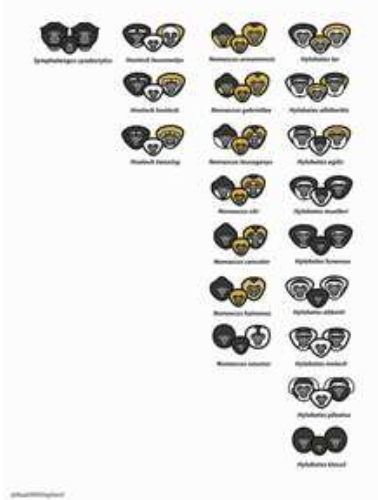 Symphalangus syndactylus
Hoolock leuconedys
Nomascus annamensis
Hylobates lar
Hoolock hoolock
Nomascus gabriellae
Hylobates albibarbis
Hoolock tianxing
Nomascus leucogenys
Hylobates agilis
Nomascus siki
Hylobates muelleri
Nomascus concolor
Hylobates funereus
Nomascus hainanus
Hylobates abbotti
Nomascus nasutus
Hylobates moloch
Hylobates pileatus
Hylobates klossii